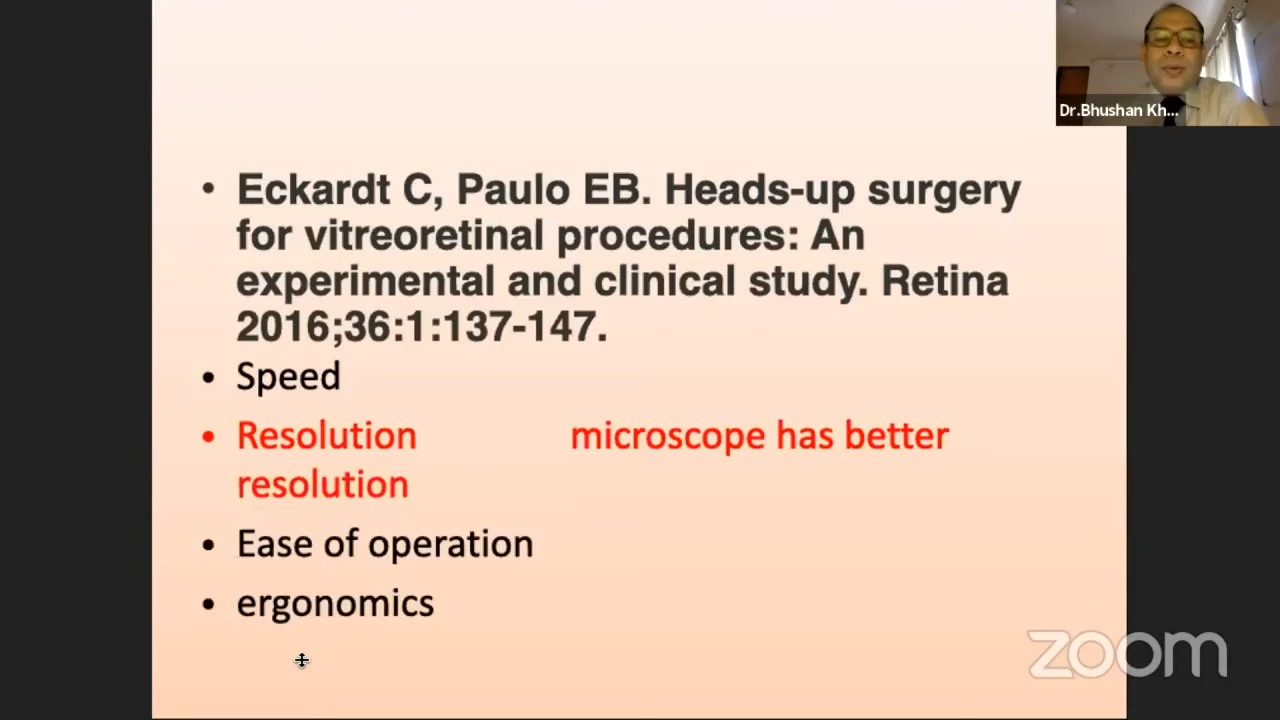 Dr.Bhushan Kh...
• Eckardt C, Paulo EB. Heads-up surgery
for vitreoretinal procedures: An
experimental and clinical study. Retina
2016;36:1:137-147.
• Speed
• Resolution microscope has better
resolution
• Ease of operation
• ergonomics
zoom